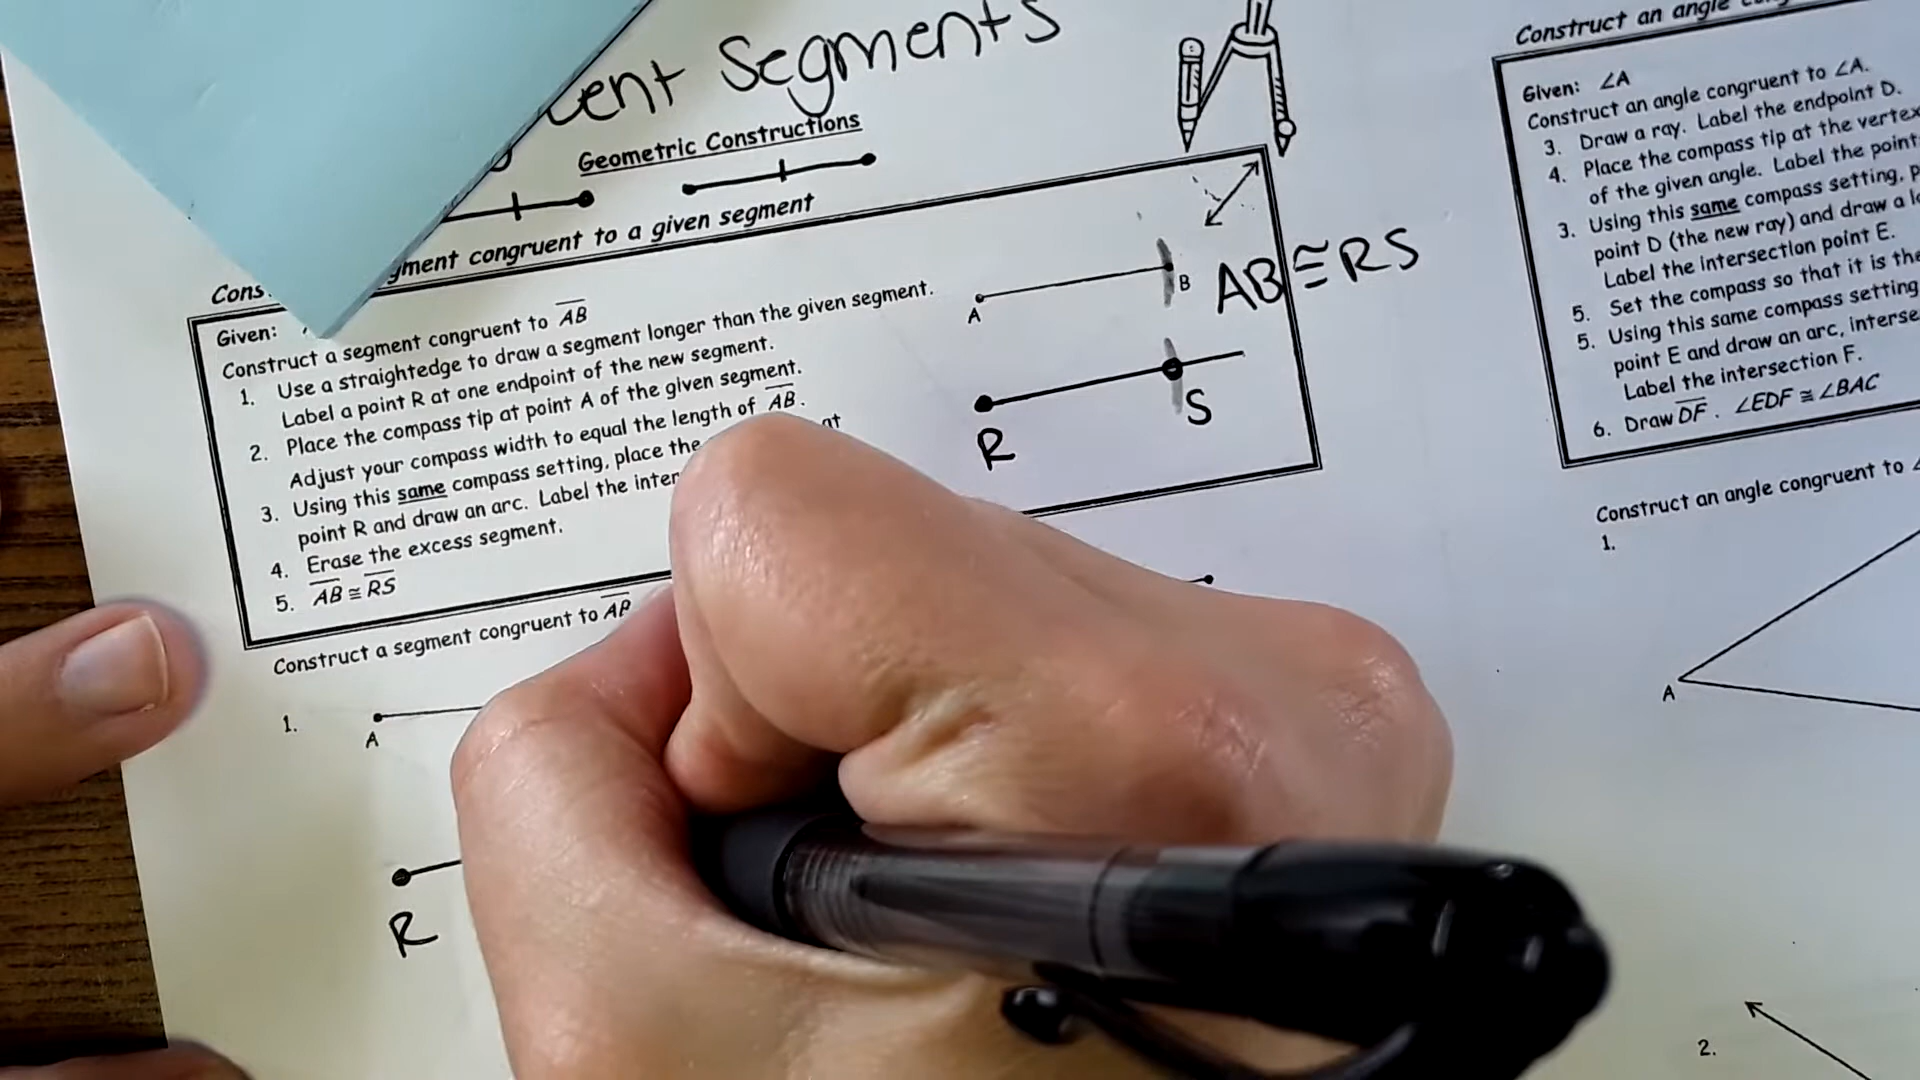 Segments
Geometric Constructions
congruent to a given segment
Given:
Construct a segment congruent to AB
1. Use a straightedge to draw a segment longer than the given segment.
Label a point R at one endpoint of the new segment.
2. Place the compass tip at point A of the given segment.
Adjust your compass width to equal the length of AB.
3. Using this same compass setting, place the
point R and draw an arc. Label the
4. Erase the excess segment.
5. AB ≅ RS
A
B
AB ≅ RS
R
S
Construct a segment congruent to
1.
A
R
Construct an angle
Given: ∠A
Construct an angle congruent to ∠A.
3. Draw a ray. Label the endpoint D.
4. Place the compass tip at the vertex
of the given angle. Label the point
3. Using this same compass setting,
point D (the new ray) and draw a
Label the intersection point E.
5. Set the compass so that it is the
5. Using this same compass setting
point E and draw an arc,
Label the intersection F.
6. Draw DF. ∠EDF ≅ ∠BAC
Construct an angle congruent to
1.
A
2.